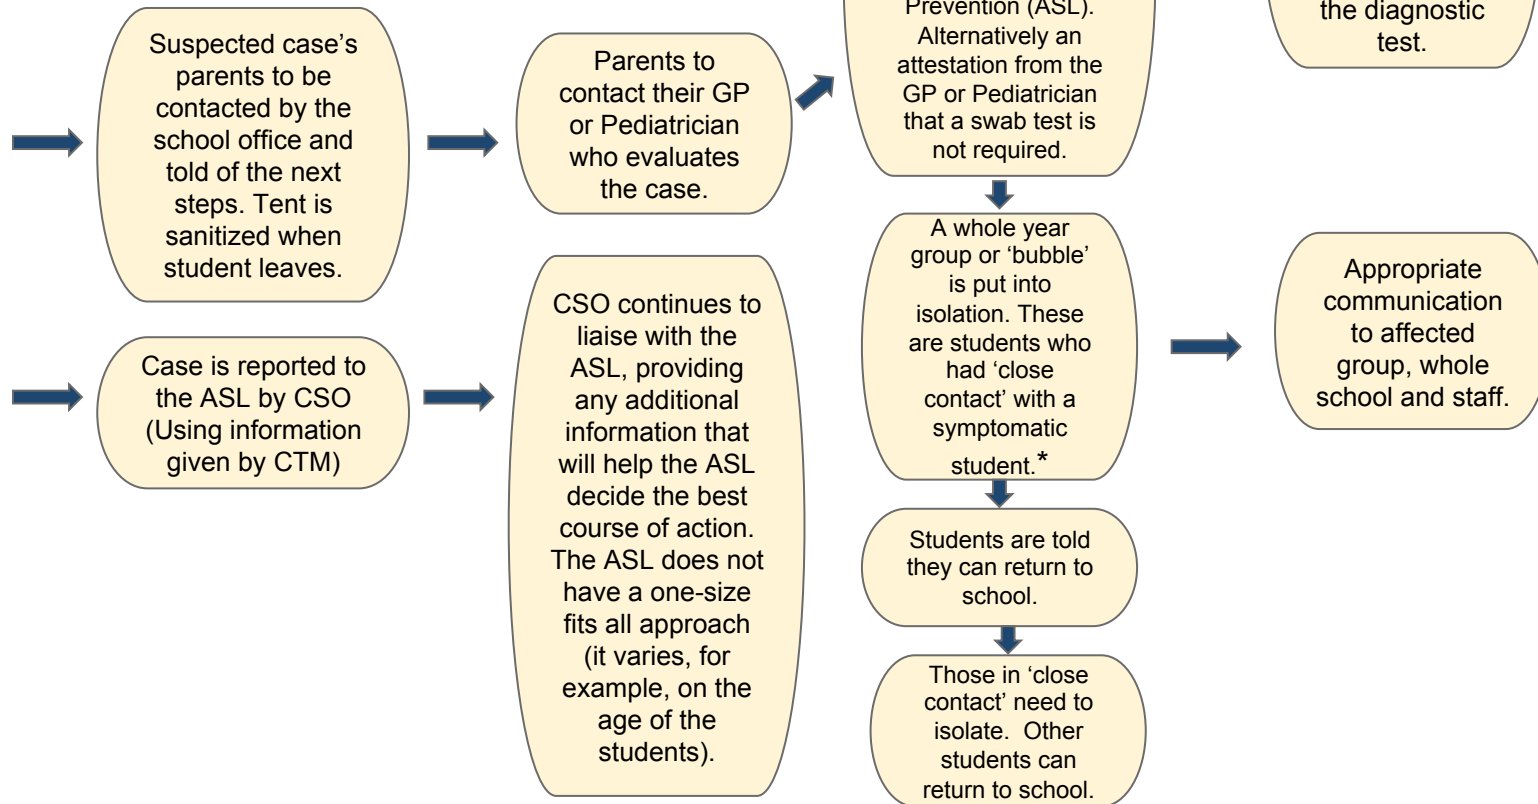 Suspected case's
parents to be
contacted by the
school office and
told of the next
steps. Tent is
sanitized when
student leaves.
Parents to
contact their GP
or Pediatrician
who evaluates
the case.
Prevention (ASL).
Alternatively an
attestation from the
GP or Pediatrician
that a swab test is
not required.
the diagnostic
test.
Case is reported to
the ASL by CSO
(Using information
given by CTM)
CSO continues to
liaise with the
ASL, providing
any additional
information that
will help the ASL
decide the best
course of action.
The ASL does not
have a one-size
fits all approach
(it varies, for
example, on the
age of the
students).
A whole year
group or ‘bubble’
is put into
isolation. These
are students who
had ‘close
contact’ with a
symptomatic
student.*
Appropriate
communication
to affected
group, whole
school and staff.
Students are told
they can return to
school.
Those in ‘close
contact’ need to
isolate.  Other
students can
return to school.